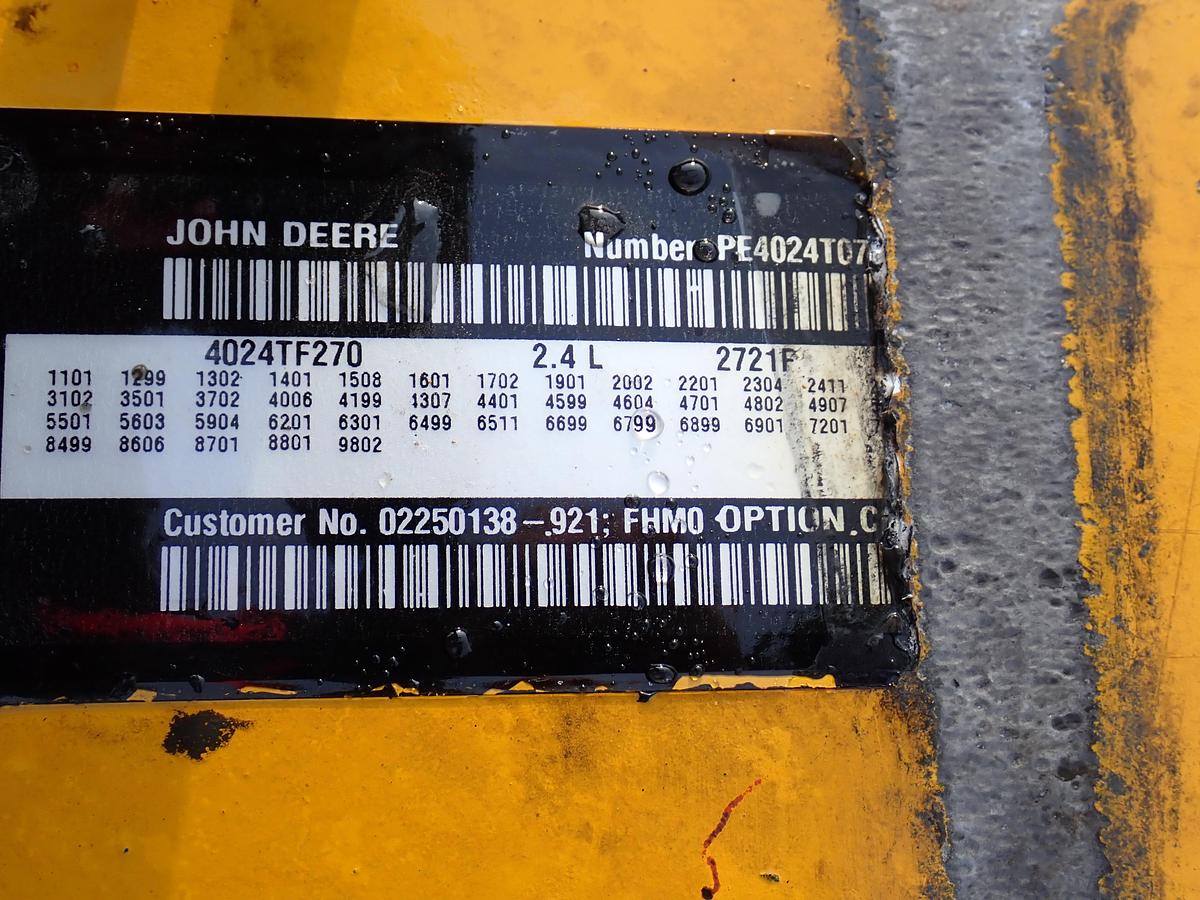 JOHN DEERE Number PE4024T07
4024TF270 2.4 L 2721F
1101 1299 1302 1401 1508 1601 1702 1901 2002 2201 2304 2411
3102 3501 3702 4006 4199 4307 4401 4599 4604 4701 4802 4907
5501 5603 5904 6201 6301 6499 6511 6699 6799 6899 6901 7201
8499 8606 8701 8801 9802
Customer No. 02250138-921; FHMO OPTION C